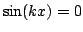 sin(kx) = 0